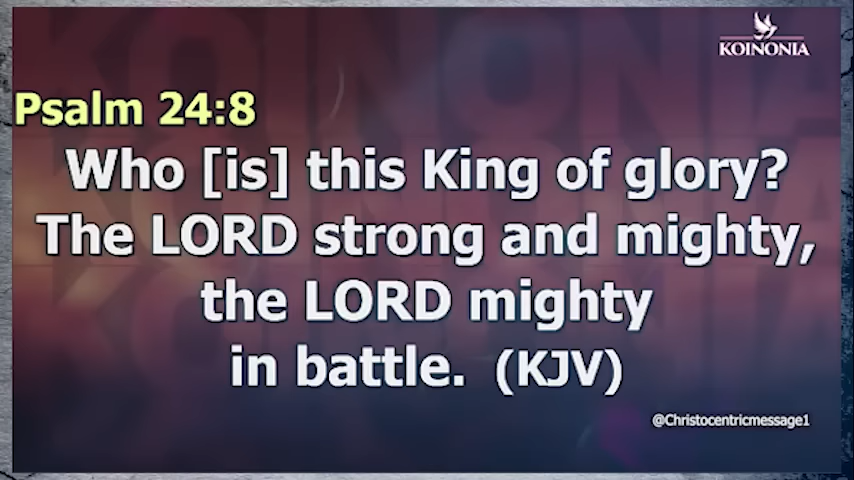 KOINONIA
Psalm 24:8
Who [is] this King of glory?
The LORD strong and mighty,
the LORD mighty
in battle. (KJV)
@Christocentricmessage1